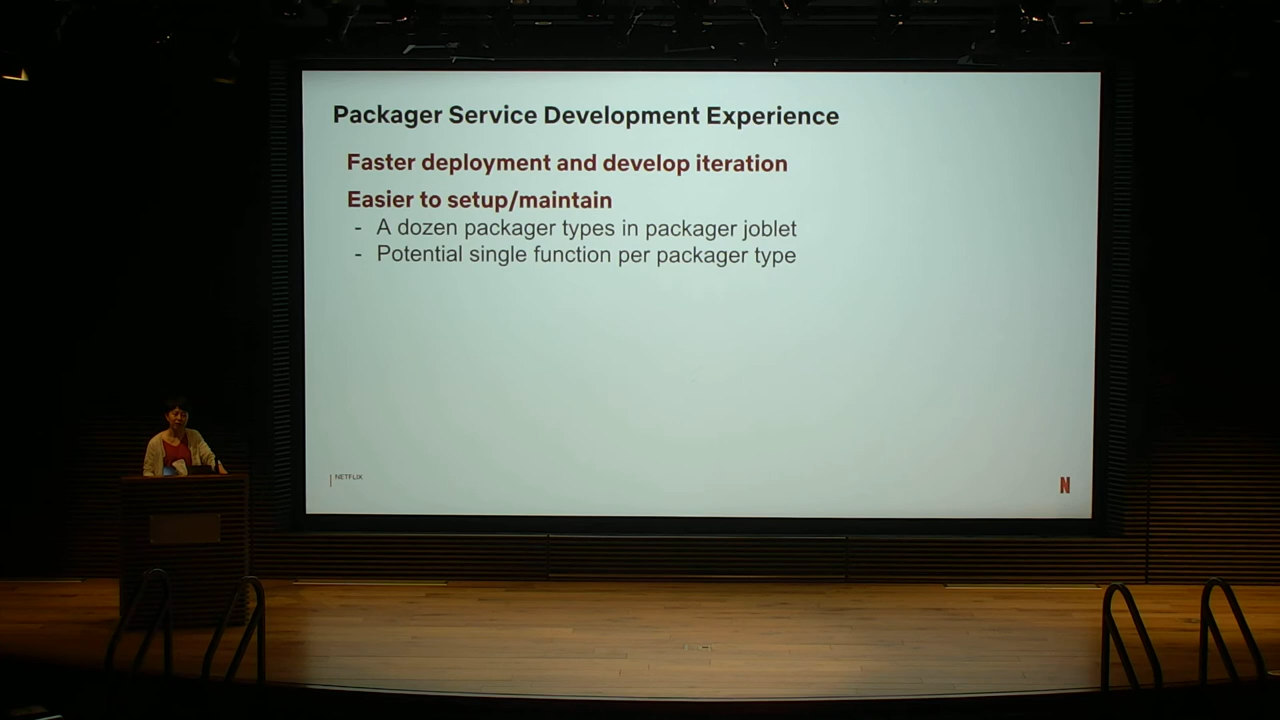 Packager Service Development Experience
Faster deployment and develop iteration
Easier to setup/maintain
- A dozen packager types in packager joblet
- Potential single function per packager type
NETFLIX
N